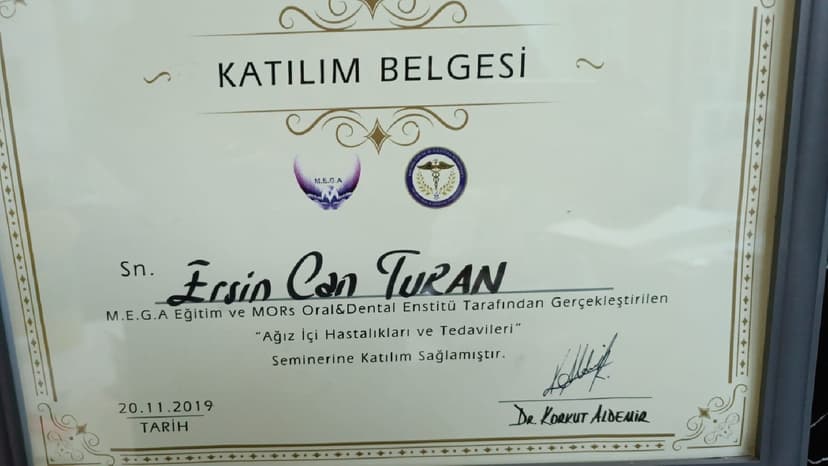 KATILIM BELGESİ
M.E.G.A
M
Sn. Ersin Can TURAN
M.E.G.A Eğitim ve MORs Oral&Dental Enstitü Tarafından Gerçekleştirilen
“Ağız İçi Hastalıkları ve Tedavileri”
Seminerine Katılım Sağlamıştır.
20.11.2019
TARİH
Dr. KORKUT ALDEMİR